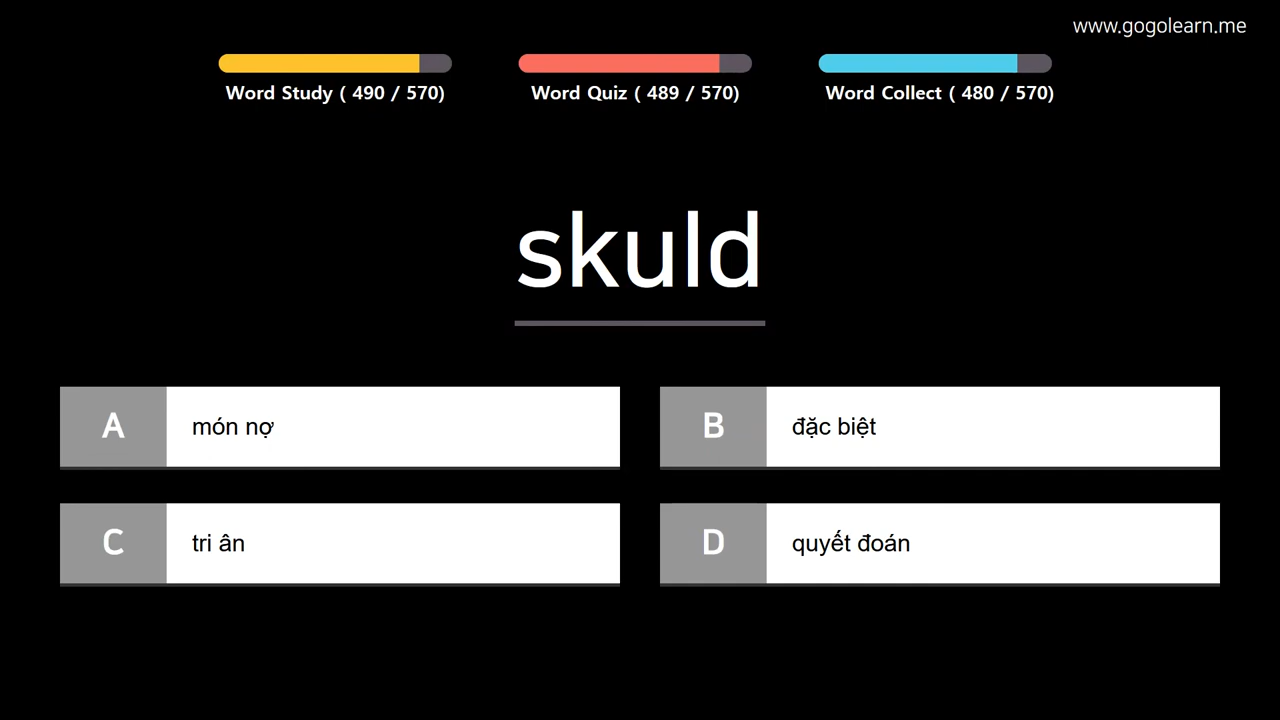 www.gogolearn.me
Word Study ( 490 / 570)
Word Quiz ( 489 / 570)
Word Collect ( 480 / 570)
skuld
A món nợ
B đặc biệt
C tri ân
D quyết đoán